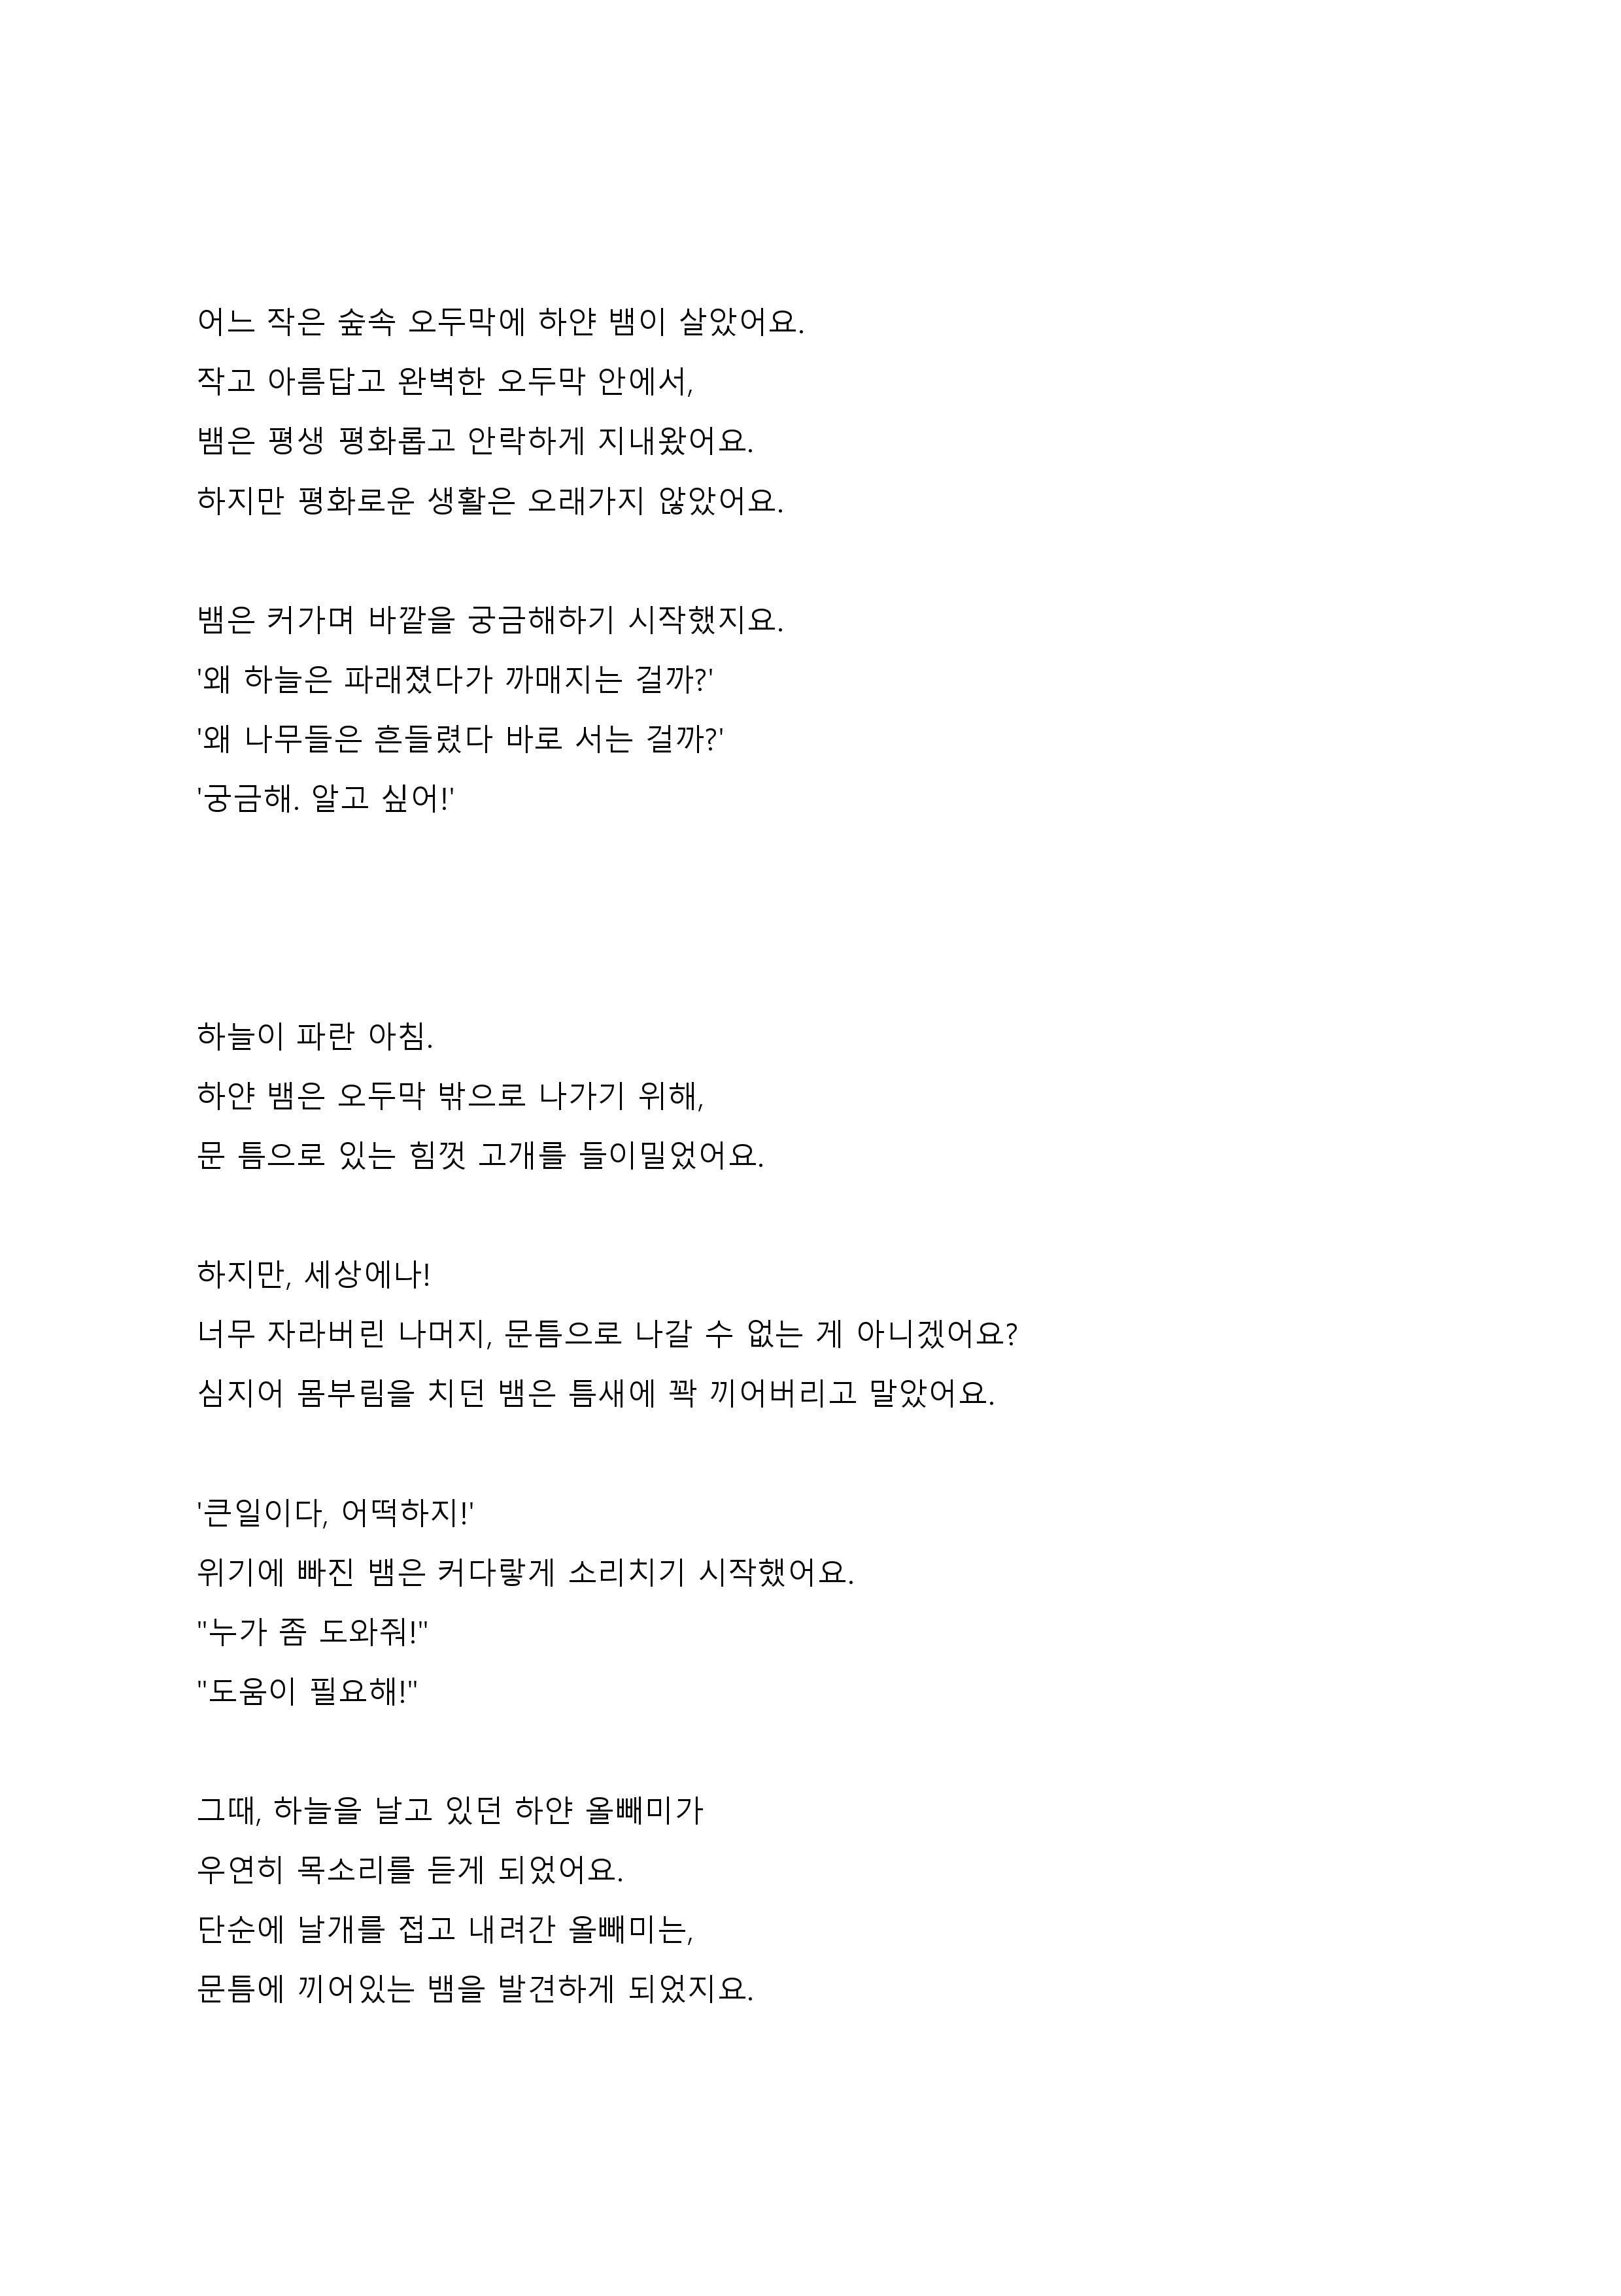 어느 작은 숲속 오두막에 하얀 뱀이 살았어요.
작고 아름답고 완벽한 오두막 안에서,
뱀은 평생 평화롭고 안락하게 지내왔어요.
하지만 평화로운 생활은 오래가지 않았어요.
뱀은 커가며 바깥을 궁금해하기 시작했지요.
'왜 하늘은 파래졌다가 까매지는 걸까?'
'왜 나무들은 흔들렸다 바로 서는 걸까?'
'궁금해. 알고 싶어!'
하늘이 파란 아침.
하얀 뱀은 오두막 밖으로 나가기 위해,
문 틈으로 있는 힘껏 고개를 들이밀었어요.
하지만, 세상에나!
너무 자라버린 나머지, 문틈으로 나갈 수 없는 게 아니겠어요?
심지어 몸부림을 치던 뱀은 틈새에 꽉 끼어버리고 말았어요.
'큰일이다, 어떡하지!'
위기에 빠진 뱀은 커다랗게 소리치기 시작했어요.
"누가 좀 도와줘!"
"도움이 필요해!"
그때, 하늘을 날고 있던 하얀 올빼미가
우연히 목소리를 듣게 되었어요.
단순에 날개를 접고 내려간 올빼미는,
문틈에 끼어있는 뱀을 발견하게 되었지요.